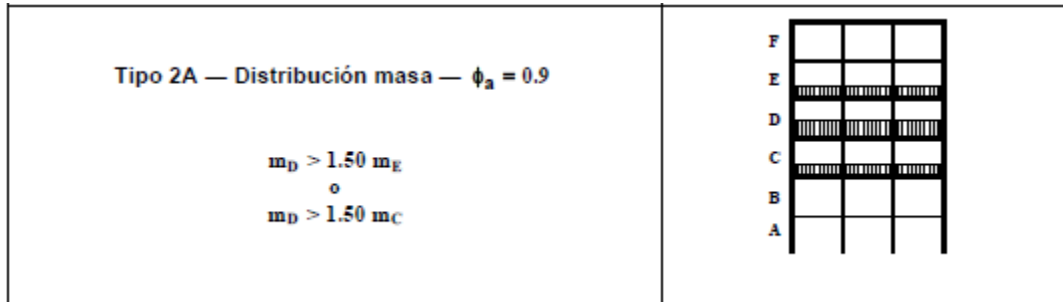 Tipo 2A — Distribución masa — ϕa = 0.9
mD > 1.50 mE
o
mD > 1.50 mC
F
E
D
C
B
A